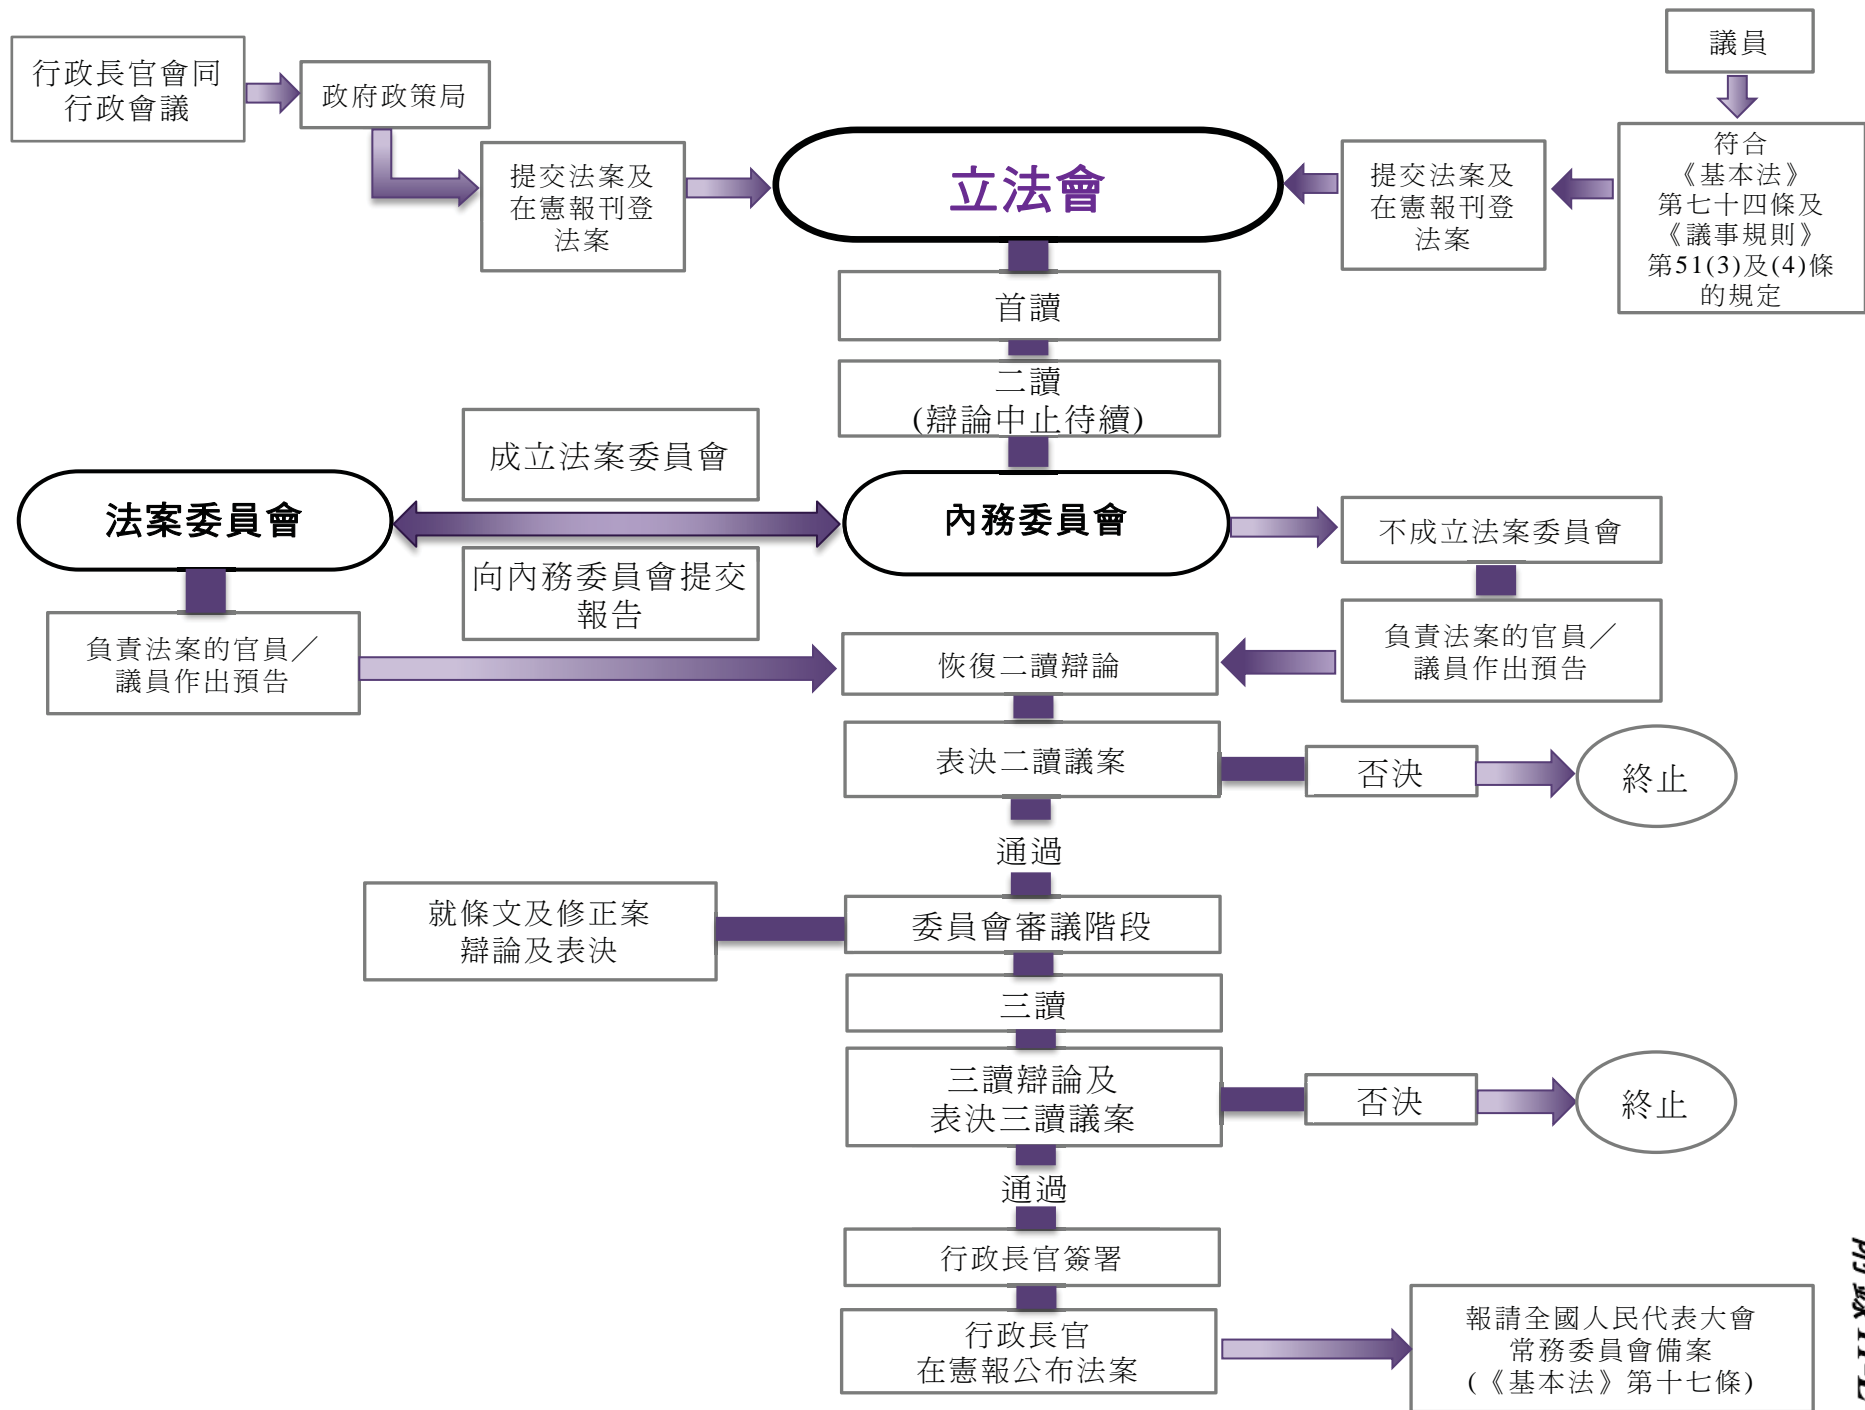 行政長官會同
行政會議
政府政策局
提交法案及
在憲報刊登
法案
立法會
議員
符合
《基本法》
第七十四條及
《議事規則》
第51(3)及(4)條
的規定
提交法案及
在憲報刊登
法案
首讀
二讀
(辯論中止待續)
成立法案委員會
法案委員會
內務委員會
向內務委員會提交
報告
不成立法案委員會
負責法案的官員／
議員作出預告
恢復二讀辯論
負責法案的官員／
議員作出預告
表決二讀議案
否決
終止
通過
就條文及修正案
辯論及表決
委員會審議階段
三讀
三讀辯論及
表決三讀議案
否決
終止
通過
行政長官簽署
行政長官
在憲報公布法案
報請全國人民代表大會
常務委員會備案
(《基本法》第十七條)